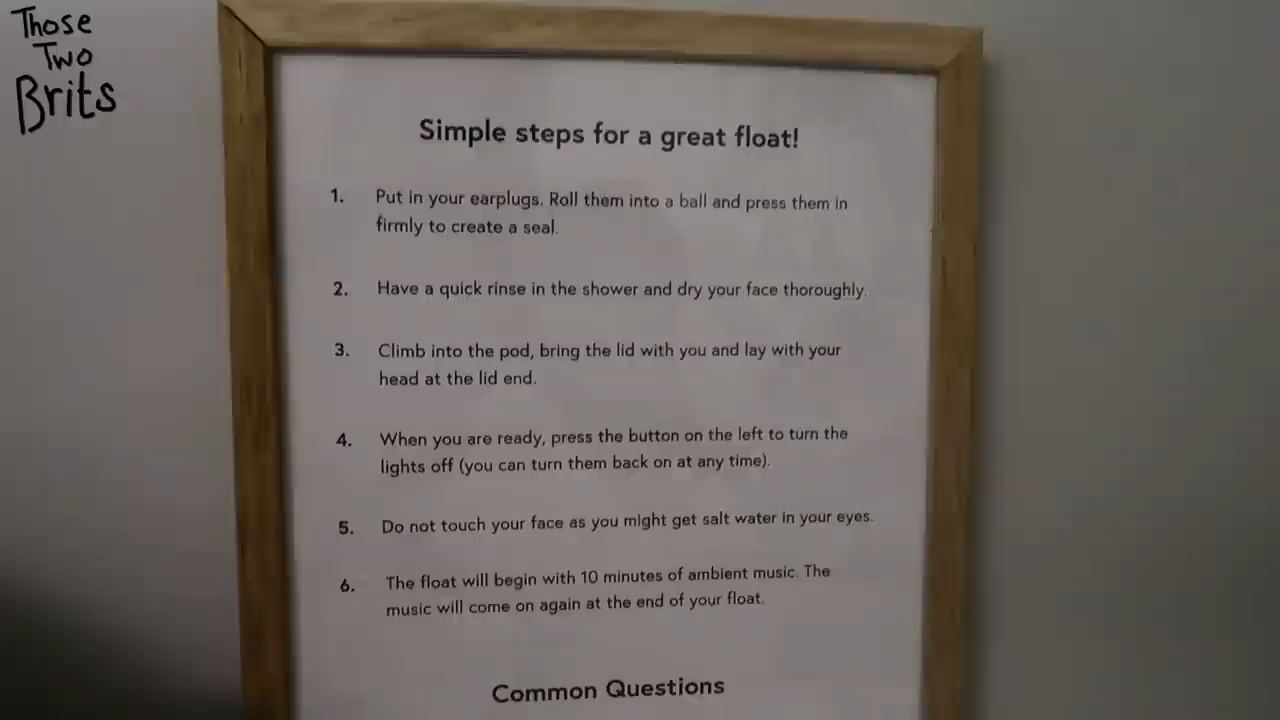 Those
Two
Brits
Simple steps for a great float!
1. Put in your earplugs. Roll them into a ball and press them in
firmly to create a seal.
2. Have a quick rinse in the shower and dry your face thoroughly.
3. Climb into the pod, bring the lid with you and lay with your
head at the lid end.
4. When you are ready, press the button on the left to turn the
lights off (you can turn them back on at any time).
5. Do not touch your face as you might get salt water in your eyes.
6. The float will begin with 10 minutes of ambient music. The
music will come on again at the end of your float.
Common Questions